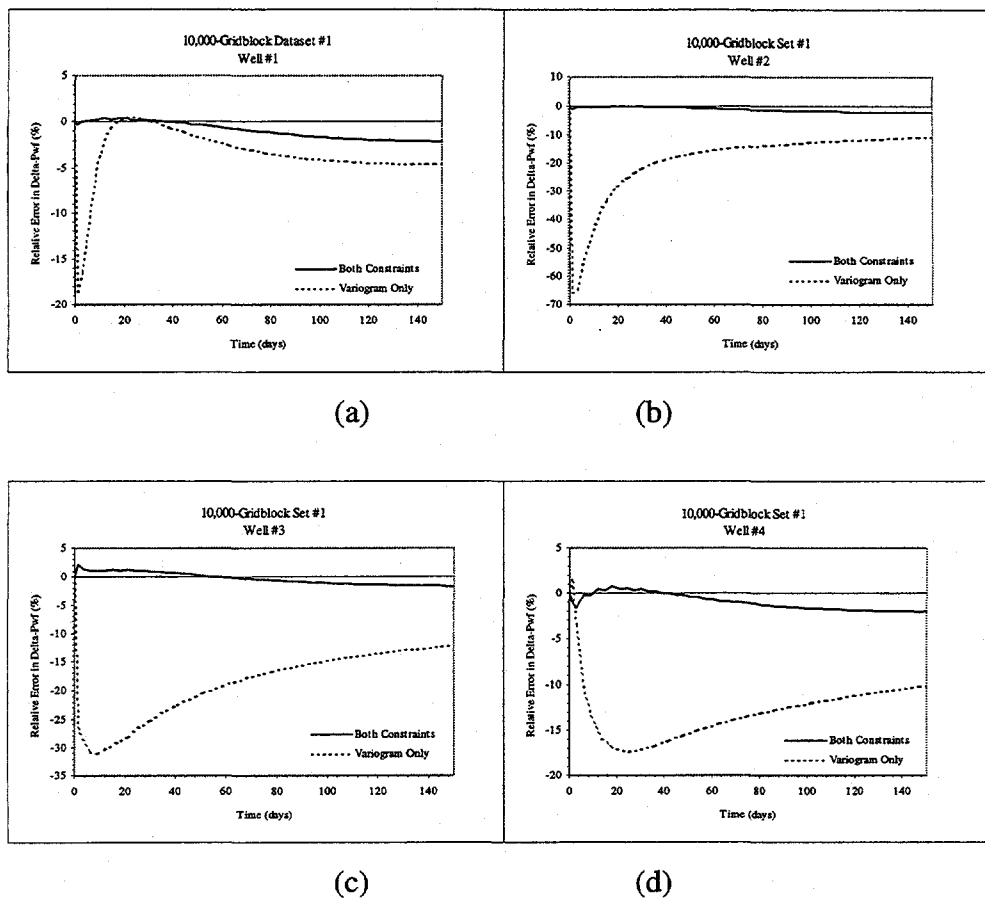 10,000-Gridblock Dataset #1
Well #1
Relative Error in Delta-Pwf (%)
5
0
-5
-10
-15
-20
Both Constraints
Variogram Only
0 20 40 60 80 100 120 140
Time (days)
(a)
10,000-Gridblock Set #1
Well #2
Relative Error in Delta-Pwf (%)
10
0
-10
-20
-30
-40
-50
-60
-70
Both Constraints
Variogram Only
0 20 40 60 80 100 120 140
Time (days)
(b)
10,000-Gridblock Set #1
Well #3
Relative Error in Delta-Pwf (%)
5
0
-5
-10
-15
-20
-25
-30
-35
Both Constraints
Variogram Only
0 20 40 60 80 100 120 140
Time (days)
(c)
10,000-Gridblock Set #1
Well #4
Relative Error in Delta-Pwf (%)
5
0
-5
-10
-15
-20
Both Constraints
Variogram Only
0 20 40 60 80 100 120 140
Time (days)
(d)